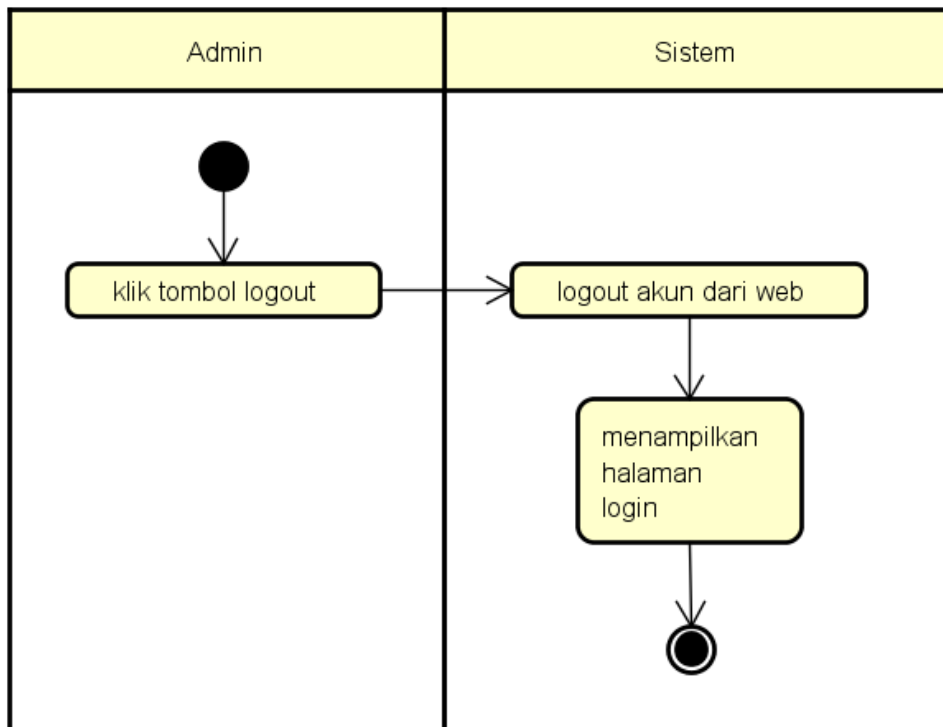 Admin
Sistem
klik tombol logout
logout akun dari web
menampilkan
halaman
login